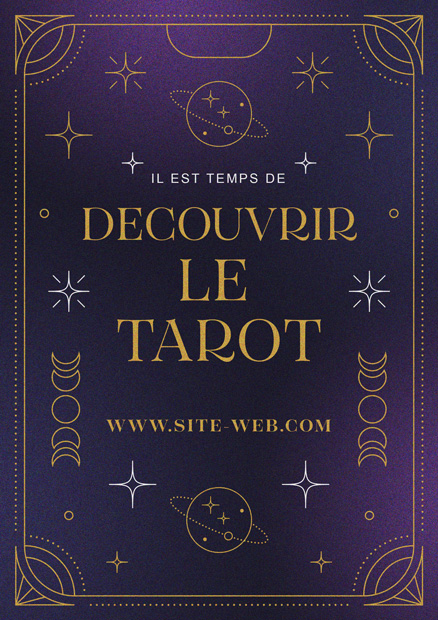 IL EST TEMPS DE
DECOUVRIR
LE
TAROT
WWW.SITE-WEB.COM